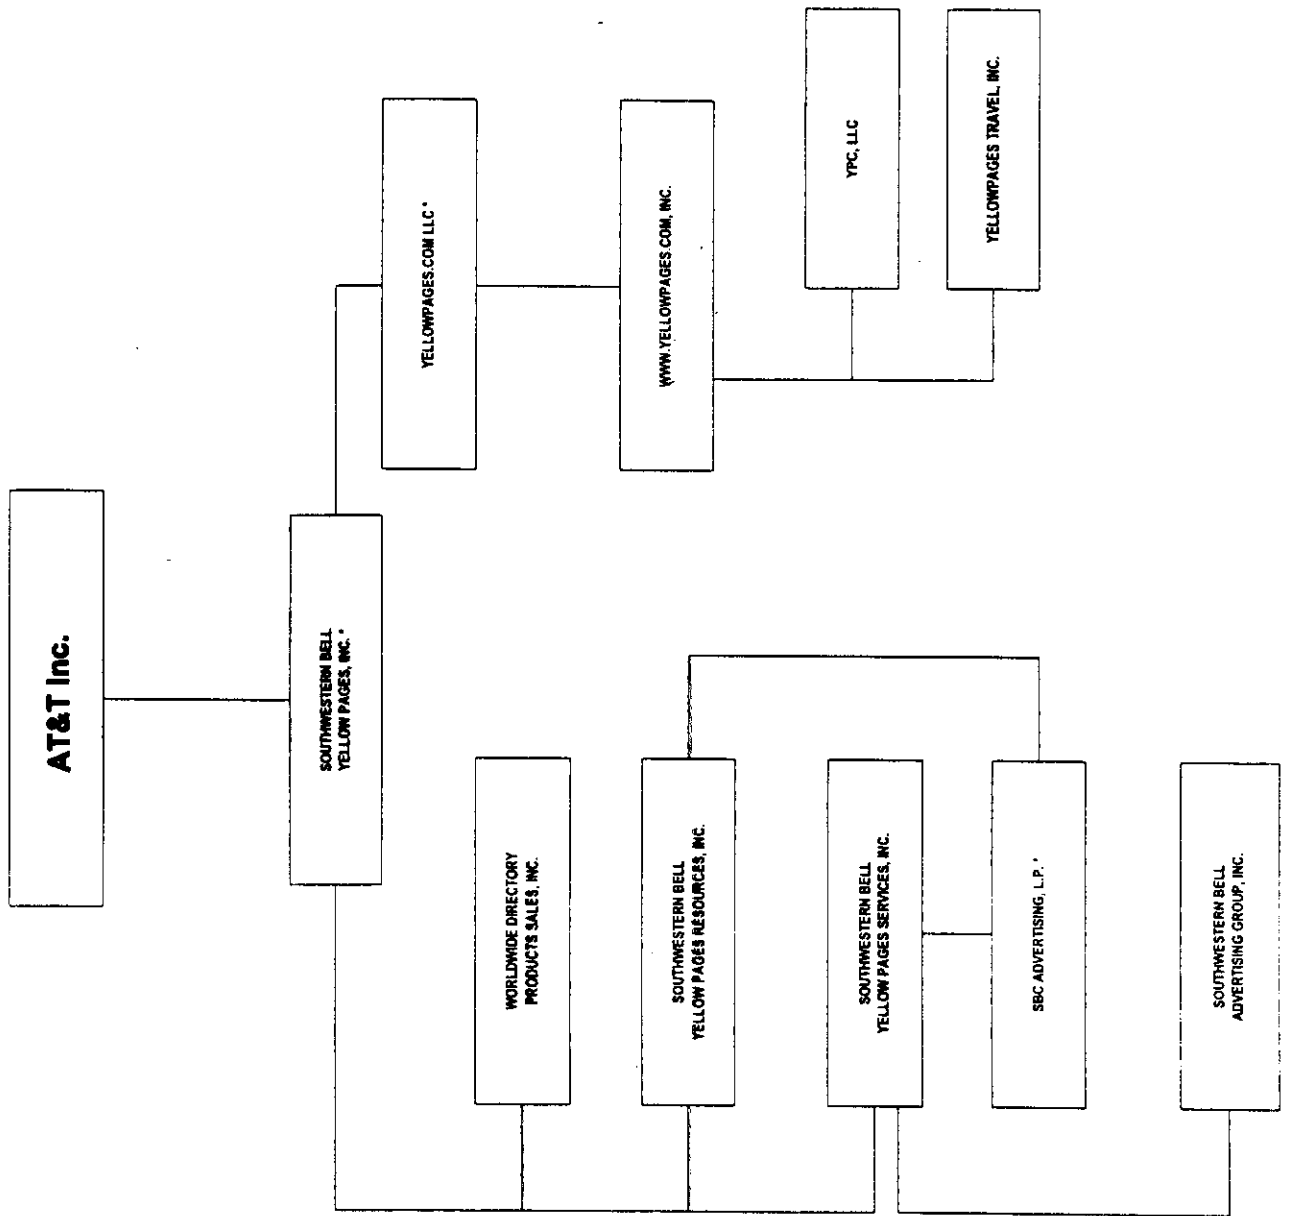 AT&T Inc.
SOUTHWESTERN BELL
YELLOW PAGES, INC. *
YELLOWPAGES.COM LLC *
WWW.YELLOWPAGES.COM, INC.
YPC, LLC
YELLOWPAGES TRAVEL, INC.
WORLDWIDE DIRECTORY
PRODUCTS SALES, INC.
SOUTHWESTERN BELL
YELLOW PAGES RESOURCES, INC.
SOUTHWESTERN BELL
YELLOW PAGES SERVICES, INC.
SBC ADVERTISING, L.P. *
SOUTHWESTERN BELL
ADVERTISING GROUP, INC.